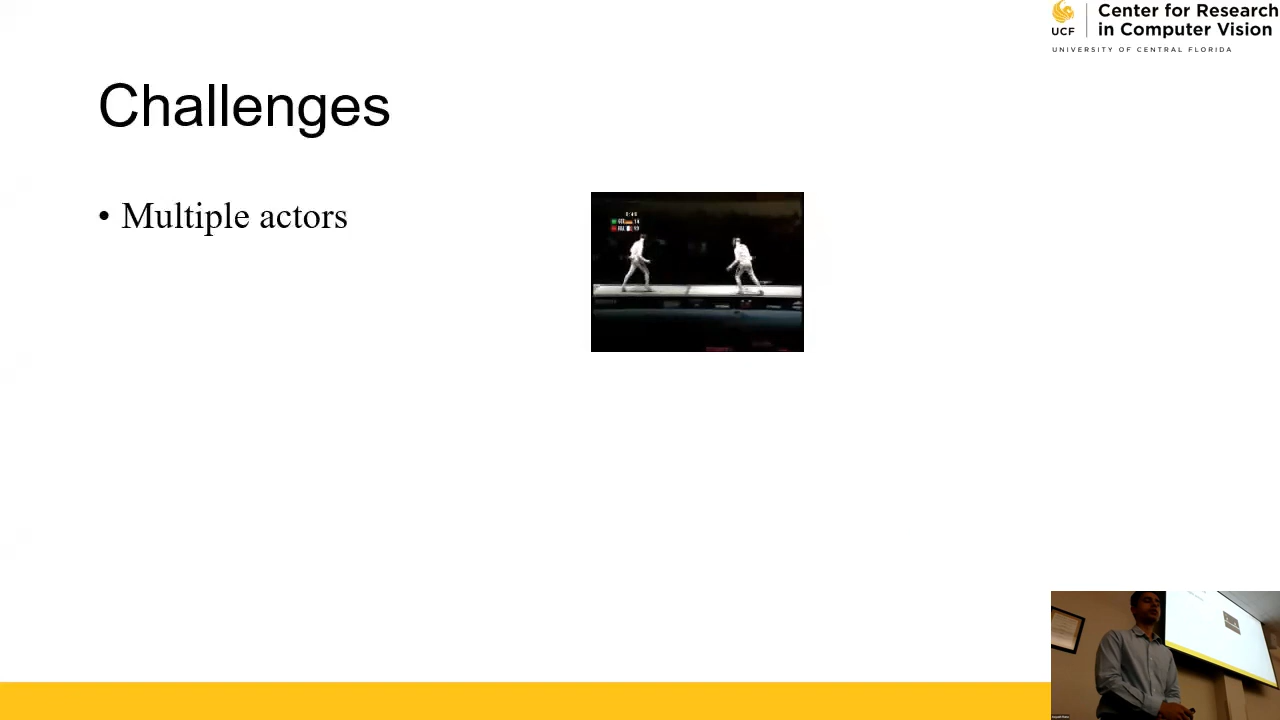 Center for Research
in Computer Vision
UCF
UNIVERSITY OF CENTRAL FLORIDA
Challenges
• Multiple actors